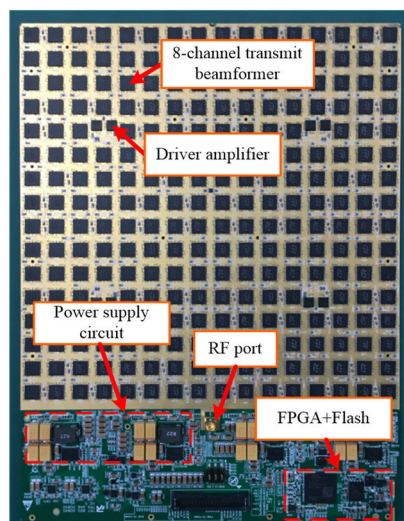 8-channel transmit
beamformer
Driver amplifier
Power supply
circuit
RF port
FPGA+Flash